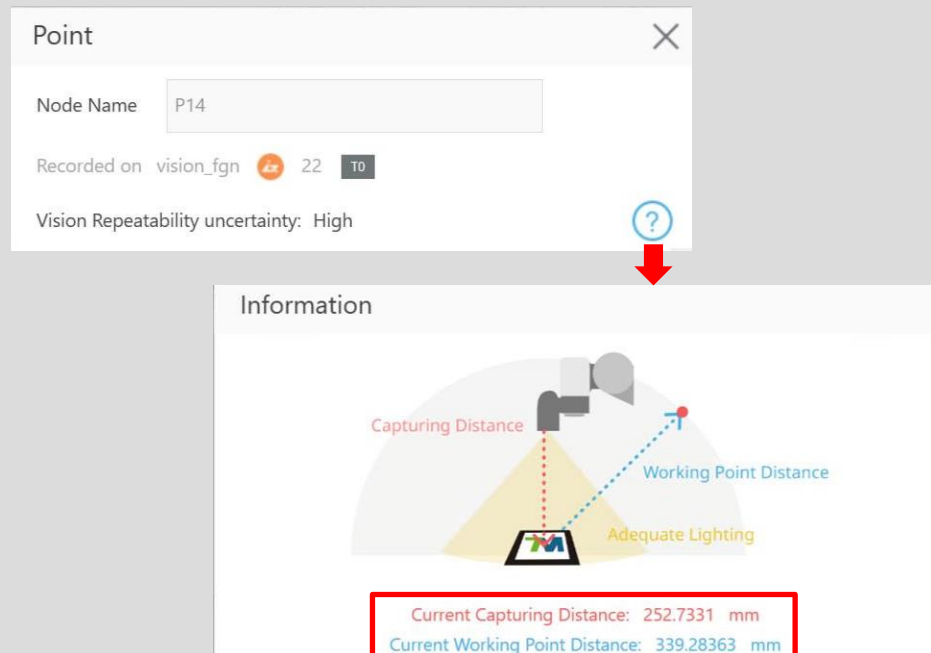 Point
Node Name P14
Recorded on vision_fgn 22 T0
Vision Repeatability uncertainty: High
?
Information
Capturing Distance
Working Point Distance
Adequate Lighting
TM
Current Capturing Distance: 252.7331 mm
Current Working Point Distance: 339.28363 mm